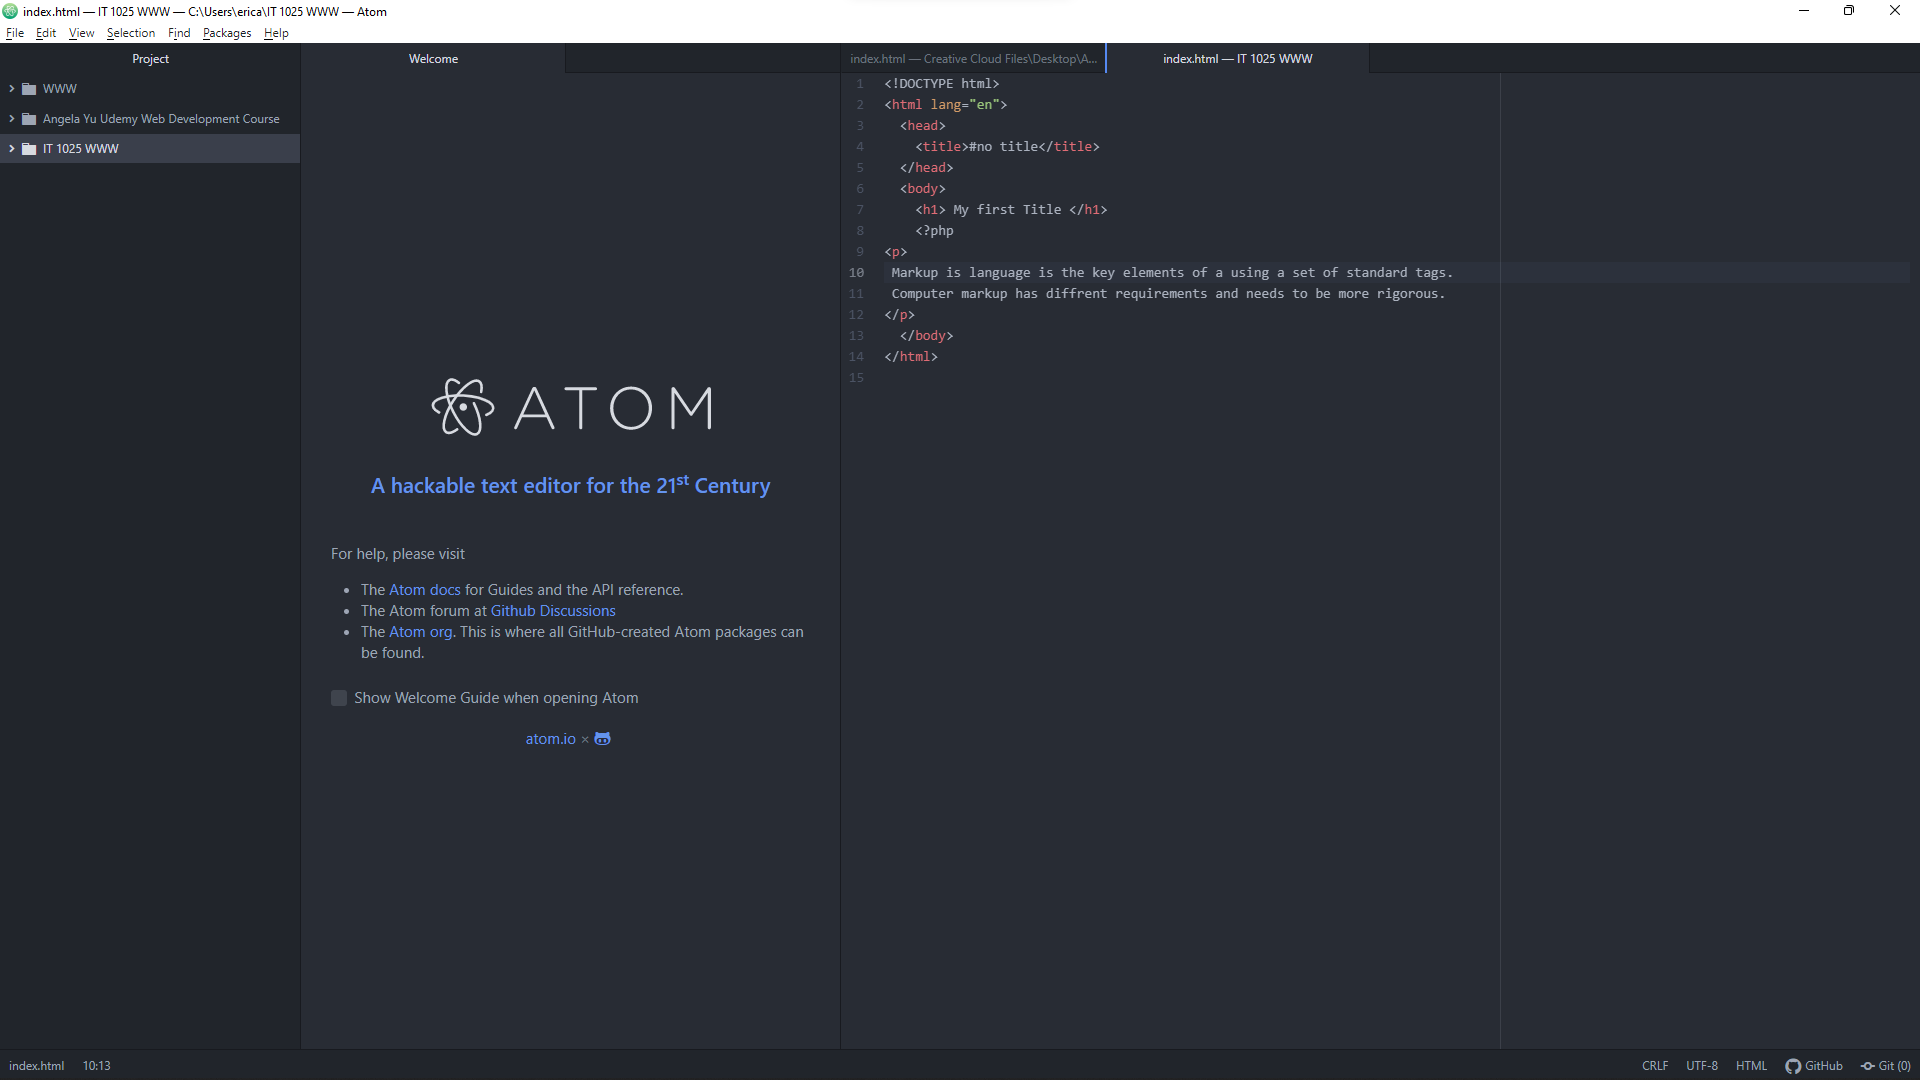 index.html — IT 1025 WWW — C:\Users\erica\IT 1025 WWW — Atom
File Edit View Selection Find Packages Help
Project
WWW
Angela Yu Udemy Web Development Course
IT 1025 WWW
Welcome
ATOM
A hackable text editor for the 21st Century
For help, please visit
• The Atom docs for Guides and the API reference.
• The Atom forum at Github Discussions
• The Atom org. This is where all GitHub-created Atom packages can
be found.
Show Welcome Guide when opening Atom
atom.io ×
index.html — Creative Cloud Files\Desktop\A...
index.html — IT 1025 WWW
1 <!DOCTYPE html>
2 <html lang="en">
3   <head>
4     <title>#no title</title>
5   </head>
6   <body>
7     <h1> My first Title </h1>
8     <?php
9 <p>
10  Markup is language is the key elements of a using a set of standard tags.
11  Computer markup has diffrent requirements and needs to be more rigorous.
12 </p>
13   </body>
14 </html>
15
index.html 10:13
CRLF UTF-8 HTML GitHub Git (0)